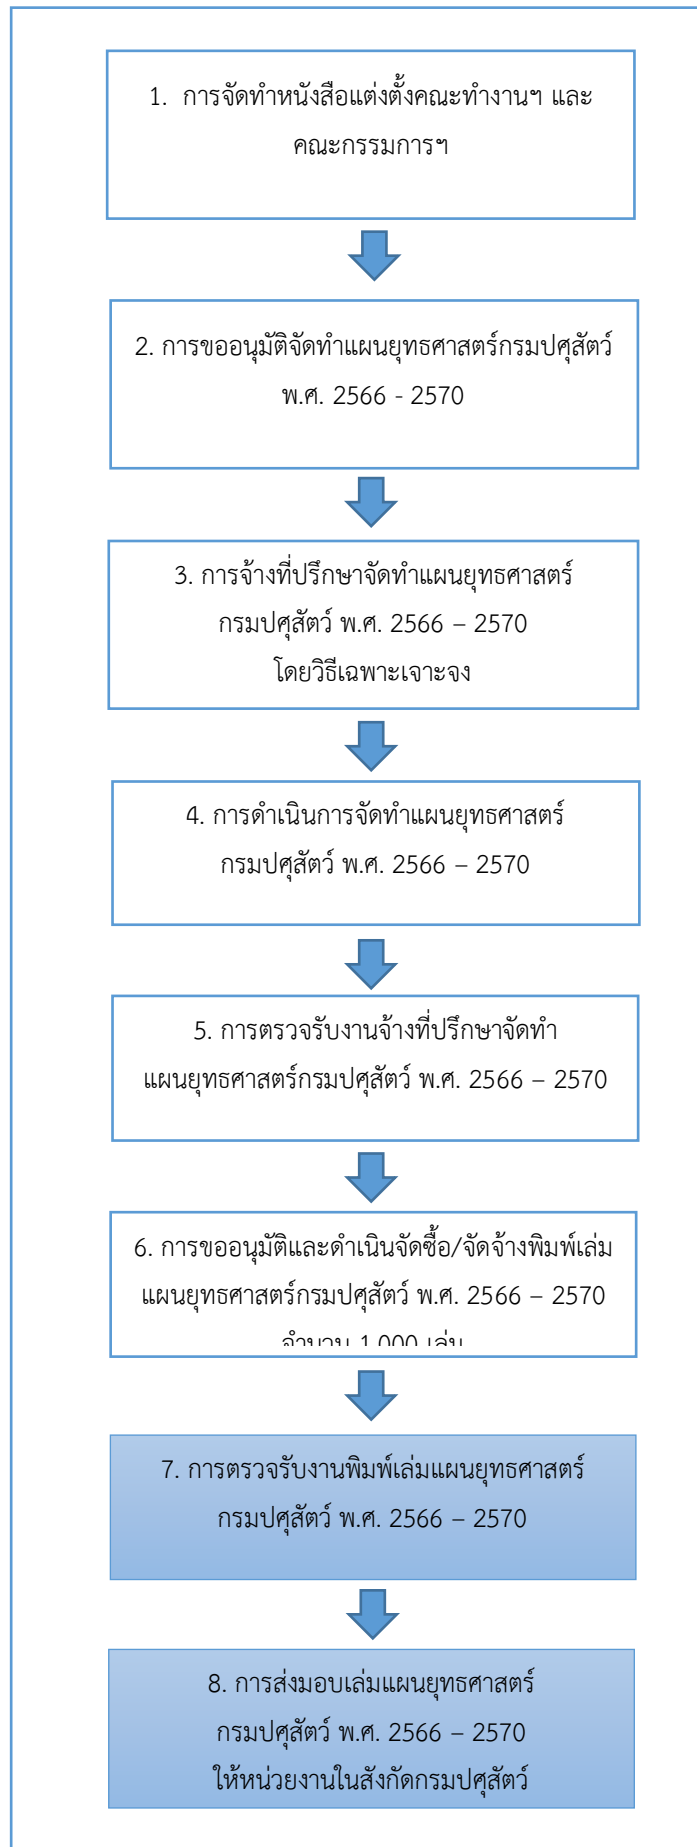 1. การจัดทำหนังสือแต่งตั้งคณะทำงานฯ และ
คณะกรรมการฯ
2. การขออนุมัติจัดทำแผนยุทธศาสตร์กรมปศุสัตว์
พ.ศ. 2566 - 2570
3. การจ้างที่ปรึกษาจัดทำแผนยุทธศาสตร์
กรมปศุสัตว์ พ.ศ. 2566 – 2570
โดยวิธีเฉพาะเจาะจง
4. การดำเนินการจัดทำแผนยุทธศาสตร์
กรมปศุสัตว์ พ.ศ. 2566 – 2570
5. การตรวจรับงานจ้างที่ปรึกษาจัดทำ
แผนยุทธศาสตร์กรมปศุสัตว์ พ.ศ. 2566 – 2570
6. การขออนุมัติและดำเนินจัดซื้อ/จัดจ้างพิมพ์เล่ม
แผนยุทธศาสตร์กรมปศุสัตว์ พ.ศ. 2566 – 2570
จำนวน 1,000 เล่ม
7. การตรวจรับงานพิมพ์เล่มแผนยุทธศาสตร์
กรมปศุสัตว์ พ.ศ. 2566 – 2570
8. การส่งมอบเล่มแผนยุทธศาสตร์
กรมปศุสัตว์ พ.ศ. 2566 – 2570
ให้หน่วยงานในสังกัดกรมปศุสัตว์